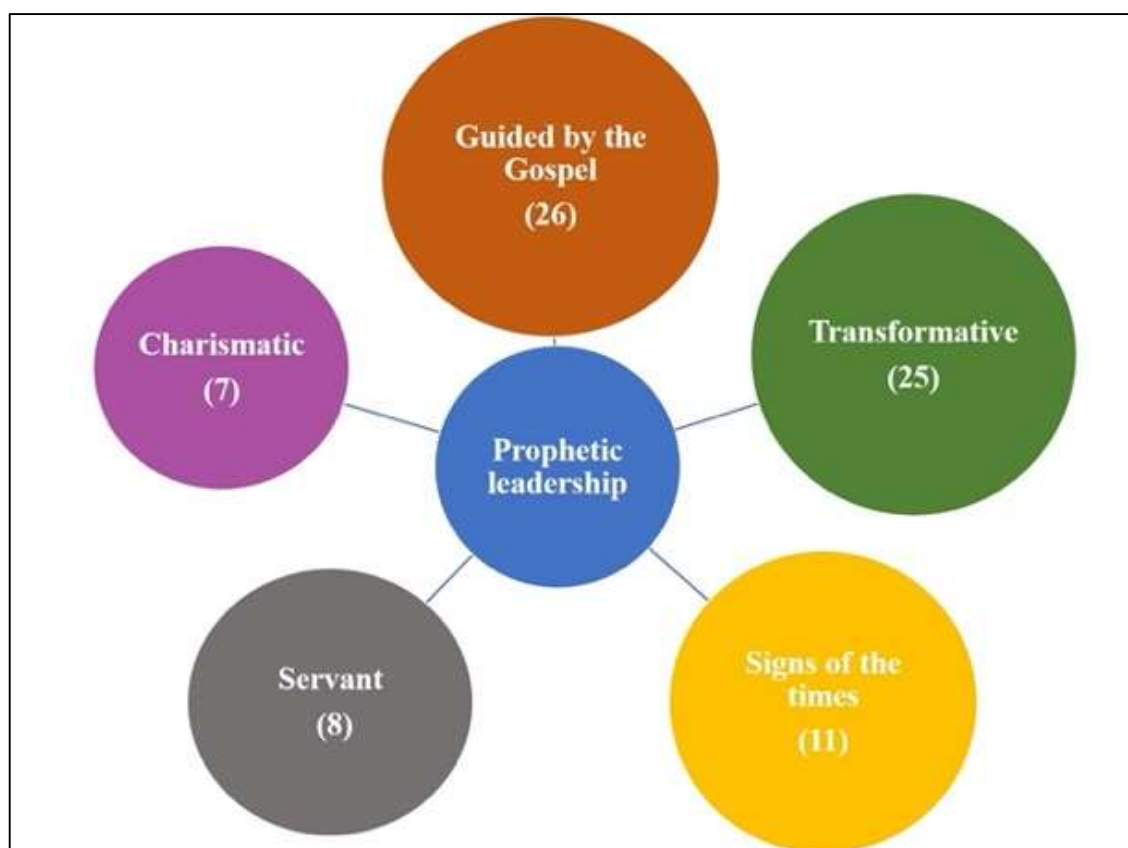 Guided by the
Gospel
(26)
Transformative
(25)
Charismatic
(7)
Prophetic
leadership
Signs of the
times
(11)
Servant
(8)